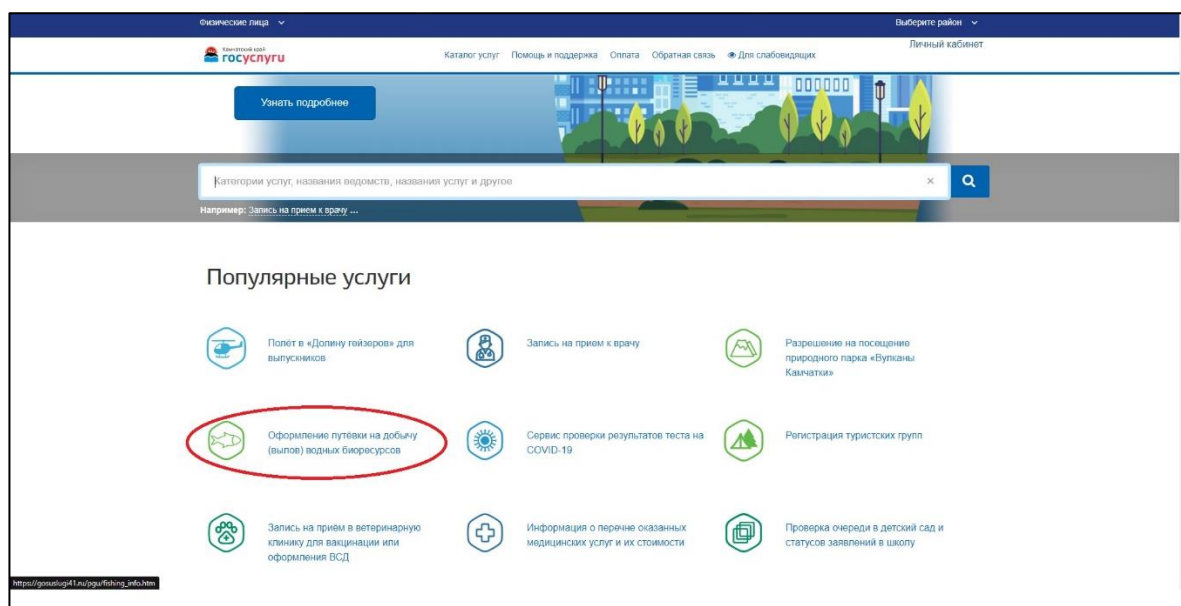 Физические лица
Выберите район
Камчатский край
госуслуги
Каталог услуг Помощь и поддержка Оплата Обратная связь Для слабовидящих
Личный кабинет
Узнать подробнее
Категории услуг, названия ведомств, названия услуг и другое
Например: Запись на прием к врачу ...
Популярные услуги
Полёт в «Долину гейзеров» для
выпускников
Запись на прием к врачу
Разрешение на посещение
природного парка «Вулканы
Камчатки»
Оформление путёвки на добычу
(вылов) водных биоресурсов
Сервис проверки результатов теста на
COVID-19
Регистрация туристских групп
Запись на приём в ветеринарную
клинику для вакцинации или
оформления ВСД
Информация о перечне оказанных
медицинских услуг и их стоимости
Проверка очереди в детский сад и
статусов заявлений в школу
https://gosuslugi41.ru/pgu/fishing_info.htm